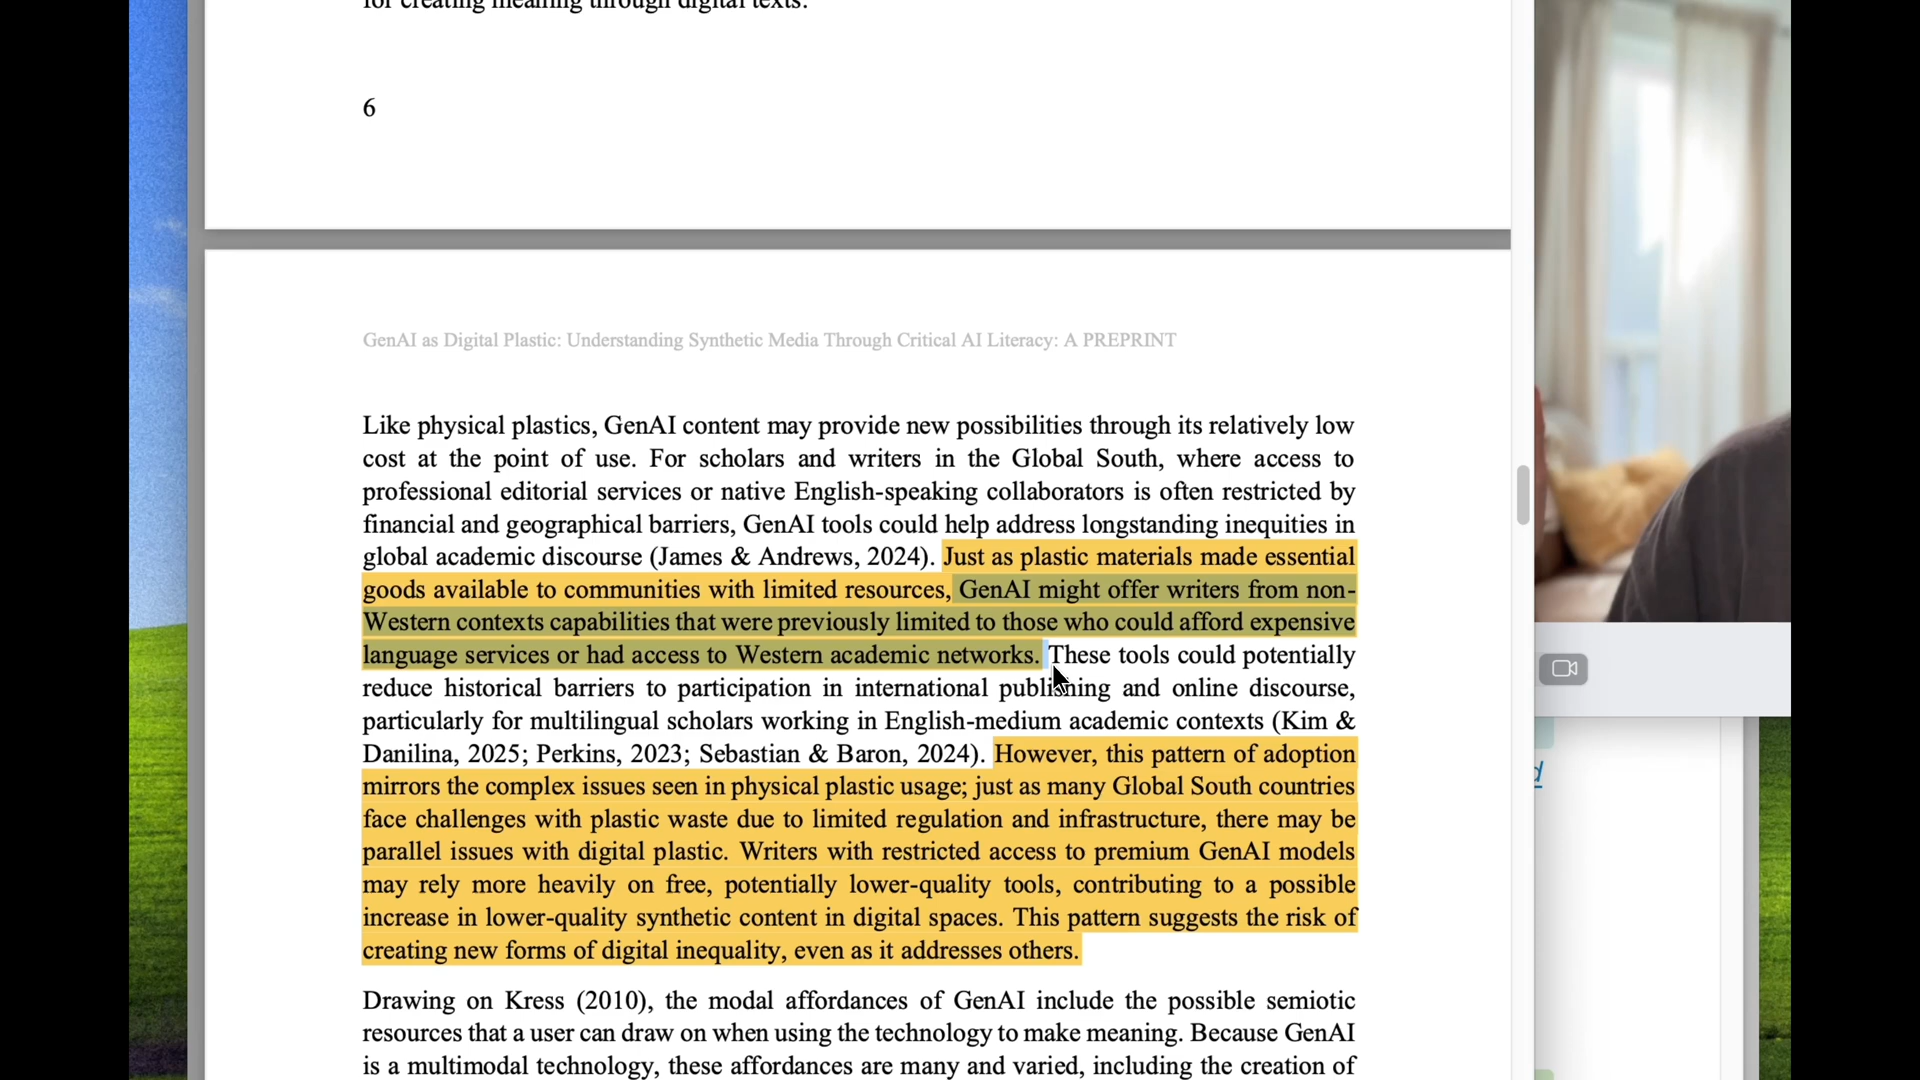 for creating meaning through digital texts.
6
GenAI as Digital Plastic: Understanding Synthetic Media Through Critical AI Literacy: A PREPRINT
Like physical plastics, GenAI content may provide new possibilities through its relatively low
cost at the point of use. For scholars and writers in the Global South, where access to
professional editorial services or native English-speaking collaborators is often restricted by
financial and geographical barriers, GenAI tools could help address longstanding inequities in
global academic discourse (James & Andrews, 2024). Just as plastic materials made essential
goods available to communities with limited resources, GenAI might offer writers from non-
Western contexts capabilities that were previously limited to those who could afford expensive
language services or had access to Western academic networks. These tools could potentially
reduce historical barriers to participation in international publishing and online discourse,
particularly for multilingual scholars working in English-medium academic contexts (Kim &
Danilina, 2025; Perkins, 2023; Sebastian & Baron, 2024). However, this pattern of adoption
mirrors the complex issues seen in physical plastic usage; just as many Global South countries
face challenges with plastic waste due to limited regulation and infrastructure, there may be
parallel issues with digital plastic. Writers with restricted access to premium GenAI models
may rely more heavily on free, potentially lower-quality tools, contributing to a possible
increase in lower-quality synthetic content in digital spaces. This pattern suggests the risk of
creating new forms of digital inequality, even as it addresses others.
Drawing on Kress (2010), the modal affordances of GenAI include the possible semiotic
resources that a user can draw on when using the technology to make meaning. Because GenAI
is a multimodal technology, these affordances are many and varied, including the creation of